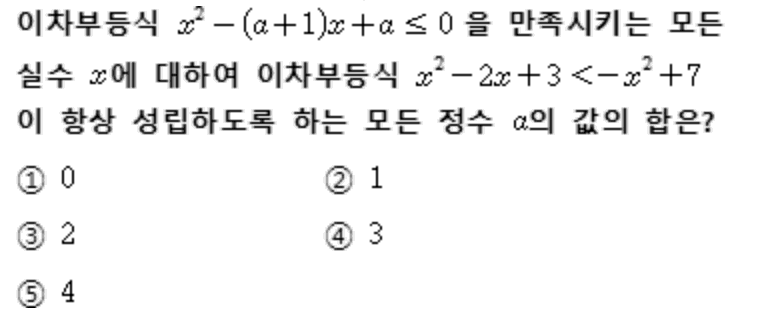 이차부등식 x² − (a+1)x + a ≤ 0 을 만족시키는 모든
실수 x에 대하여 이차부등식 x² − 2x + 3 < −x² + 7
이 항상 성립하도록 하는 모든 정수 a의 값의 합은?
① 0 ② 1
③ 2 ④ 3
⑤ 4